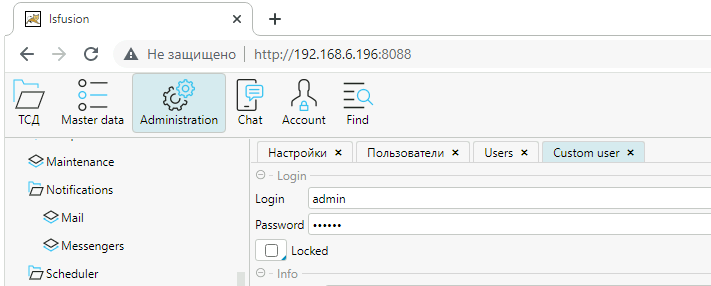 lsfusion
Не защищено http://192.168.6.196:8088
ТСД Master data Administration Chat Account Find
Maintenance
Notifications
Mail
Messengers
Scheduler
Настройки Пользователи Users Custom user
Login
Login admin
Password ••••••
Locked
Info